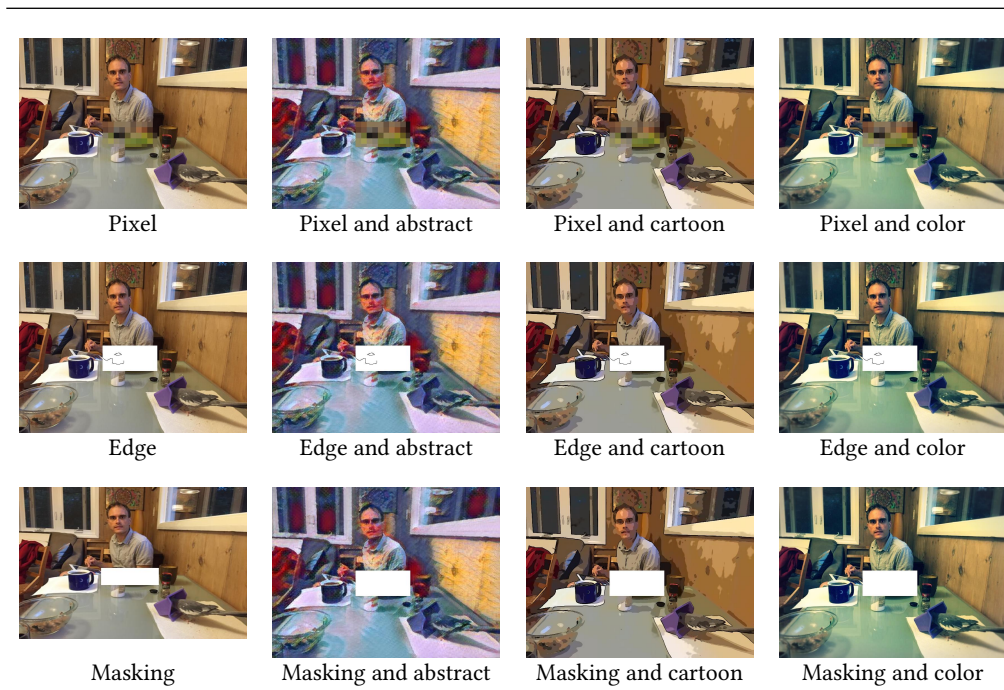 Pixel
Pixel and abstract
Pixel and cartoon
Pixel and color
Edge
Edge and abstract
Edge and cartoon
Edge and color
Masking
Masking and abstract
Masking and cartoon
Masking and color